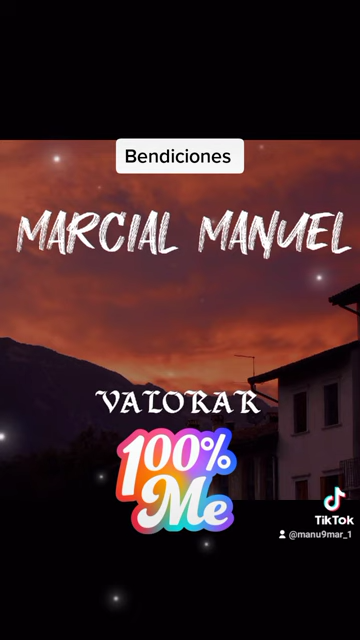 Bendiciones
MARCIAL MANUEL
VALORAR
100%
Me
TikTok
@manu9mar_1